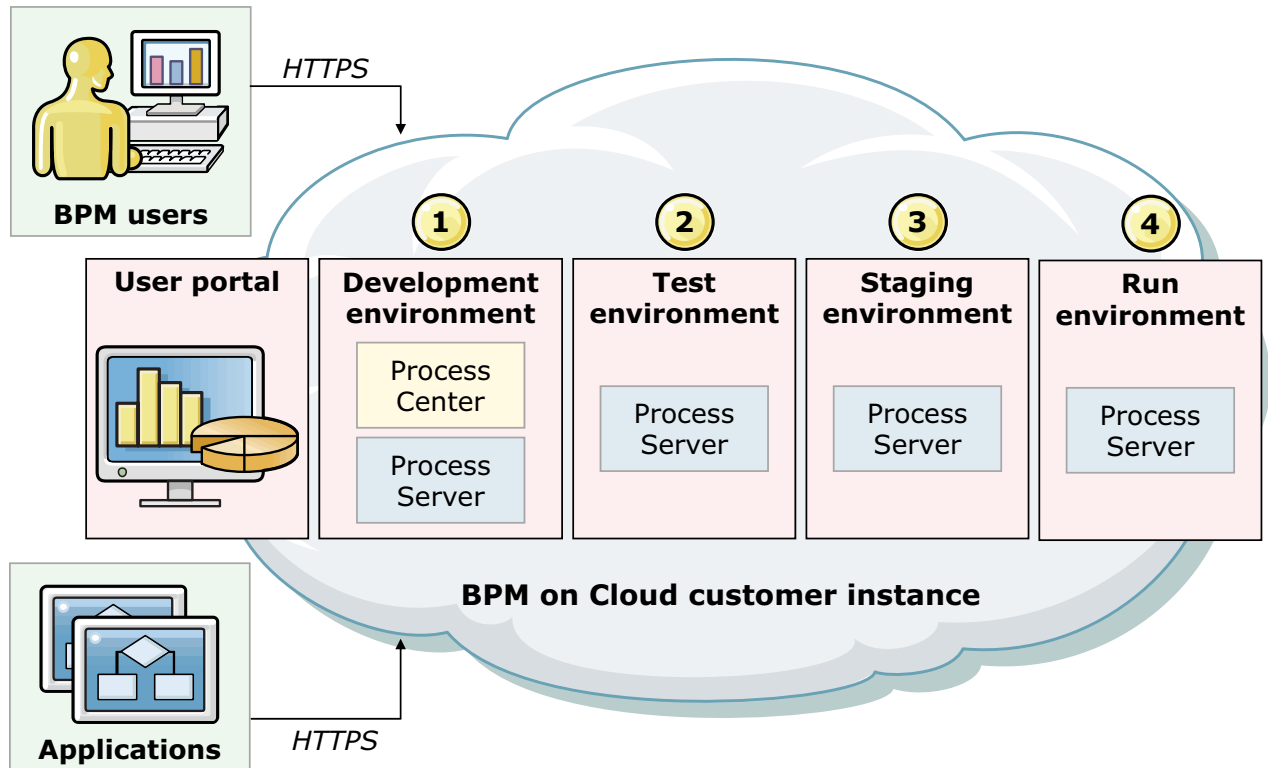 HTTPS
BPM users
1
2
3
4
User portal
Development
environment
Process
Center
Process
Server
Test
environment
Process
Server
Staging
environment
Process
Server
Run
environment
Process
Server
BPM on Cloud customer instance
Applications
HTTPS